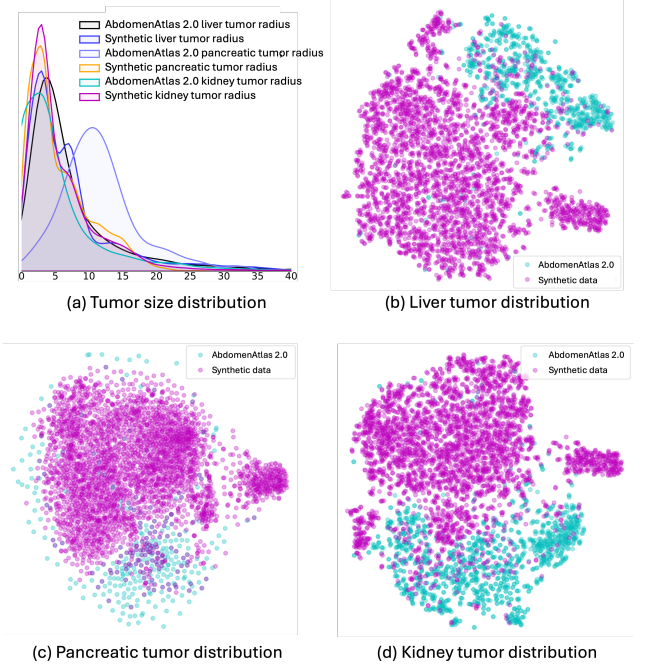 AbdomenAtlas 2.0 liver tumor radius
Synthetic liver tumor radius
AbdomenAtlas 2.0 pancreatic tumor radius
Synthetic pancreatic tumor radius
AbdomenAtlas 2.0 kidney tumor radius
Synthetic kidney tumor radius
0 5 10 15 20 25 30 35 40
(a) Tumor size distribution
AbdomenAtlas 2.0
Synthetic data
(b) Liver tumor distribution
AbdomenAtlas 2.0
Synthetic data
(c) Pancreatic tumor distribution
AbdomenAtlas 2.0
Synthetic data
(d) Kidney tumor distribution